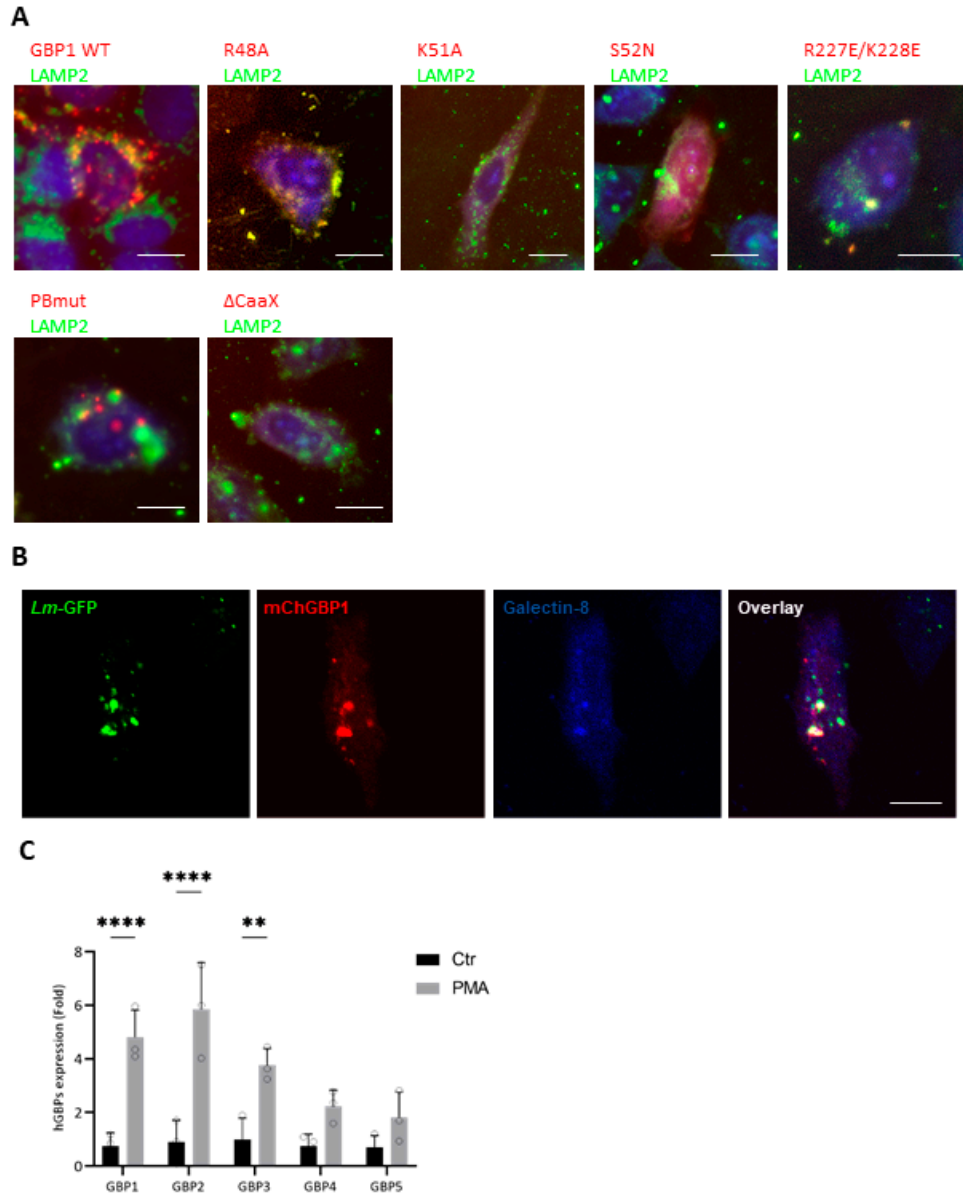 A
GBP1 WT
LAMP2
R48A
LAMP2
K51A
LAMP2
S52N
LAMP2
R227E/K228E
LAMP2
PBmut
LAMP2
ΔCaaX
LAMP2
B
Lm-GFP
mChGBP1
Galectin-8
Overlay
C
****
****
**
hGBPs expression (Fold)
8
6
4
2
0
Ctr
PMA
GBP1
GBP2
GBP3
GBP4
GBP5